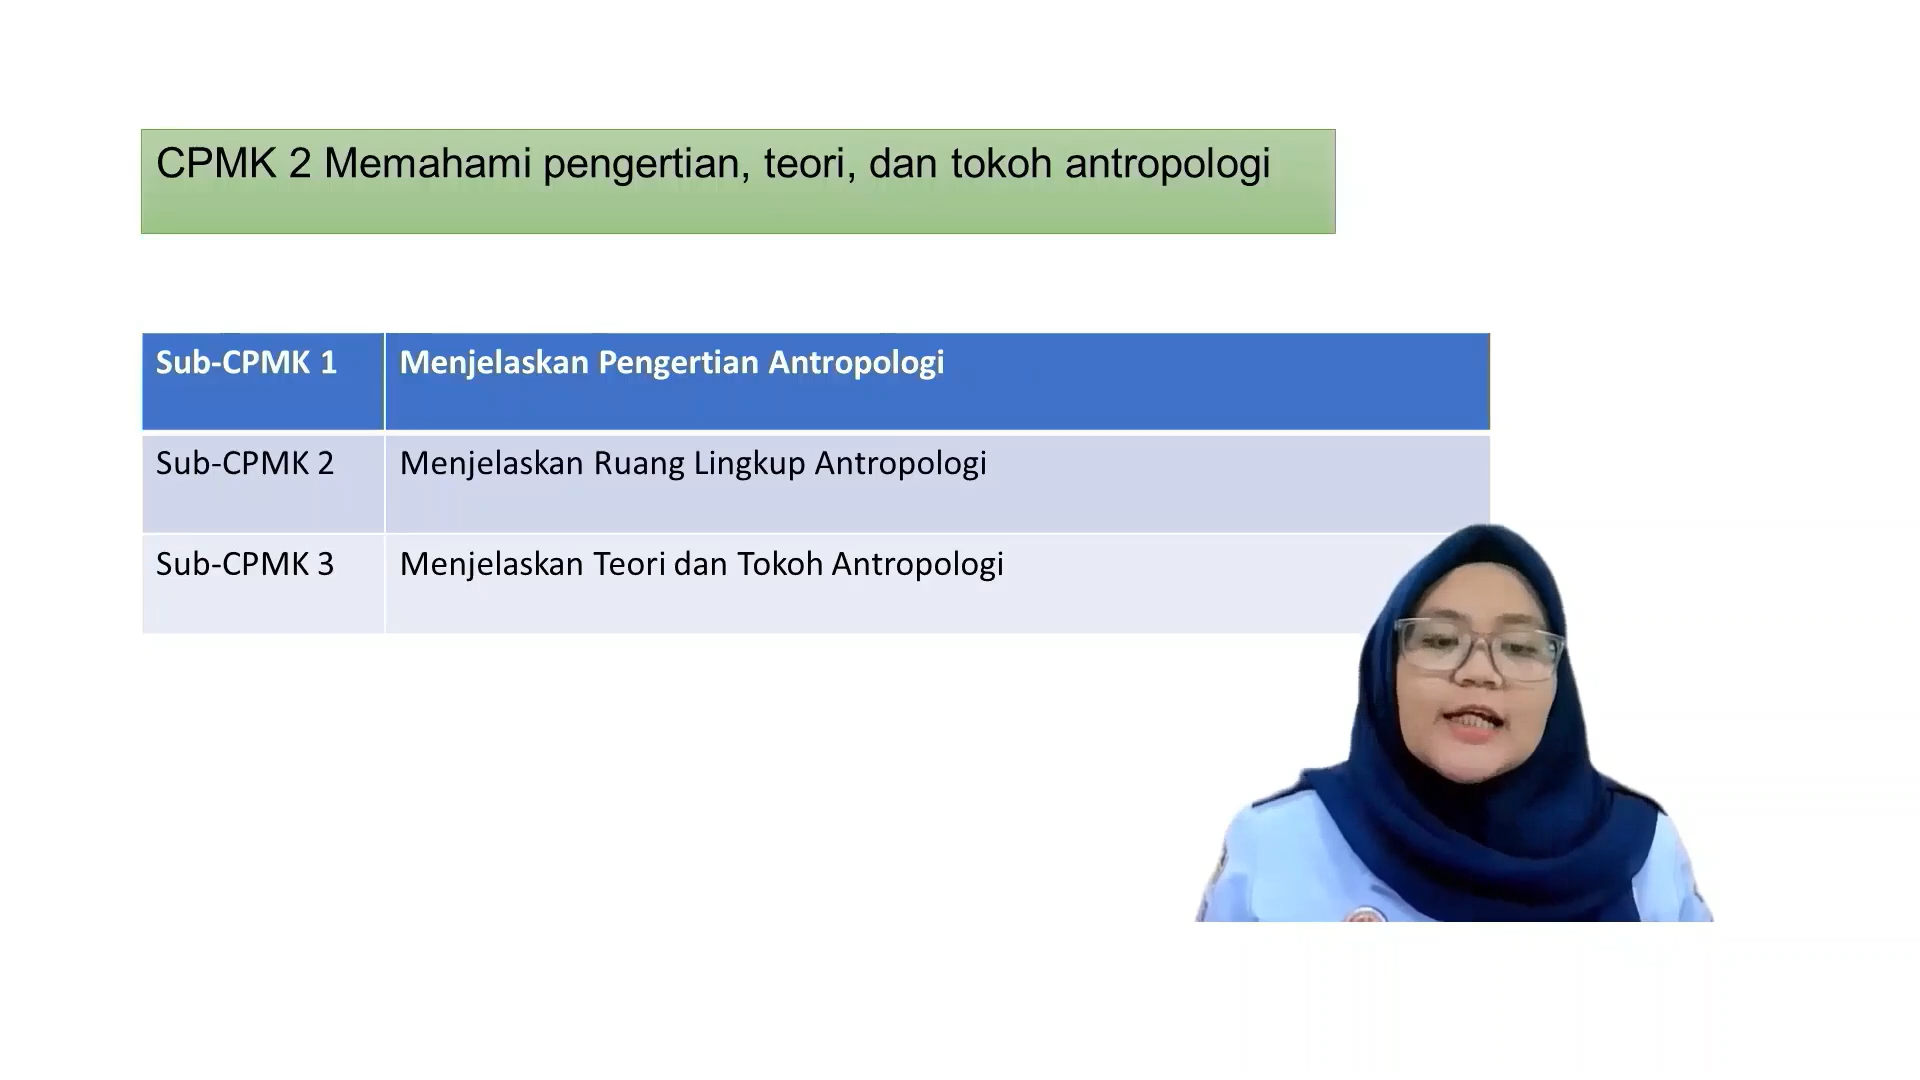 CPMK 2 Memahami pengertian, teori, dan tokoh antropologi
Sub-CPMK 1 Menjelaskan Pengertian Antropologi
Sub-CPMK 2 Menjelaskan Ruang Lingkup Antropologi
Sub-CPMK 3 Menjelaskan Teori dan Tokoh Antropologi